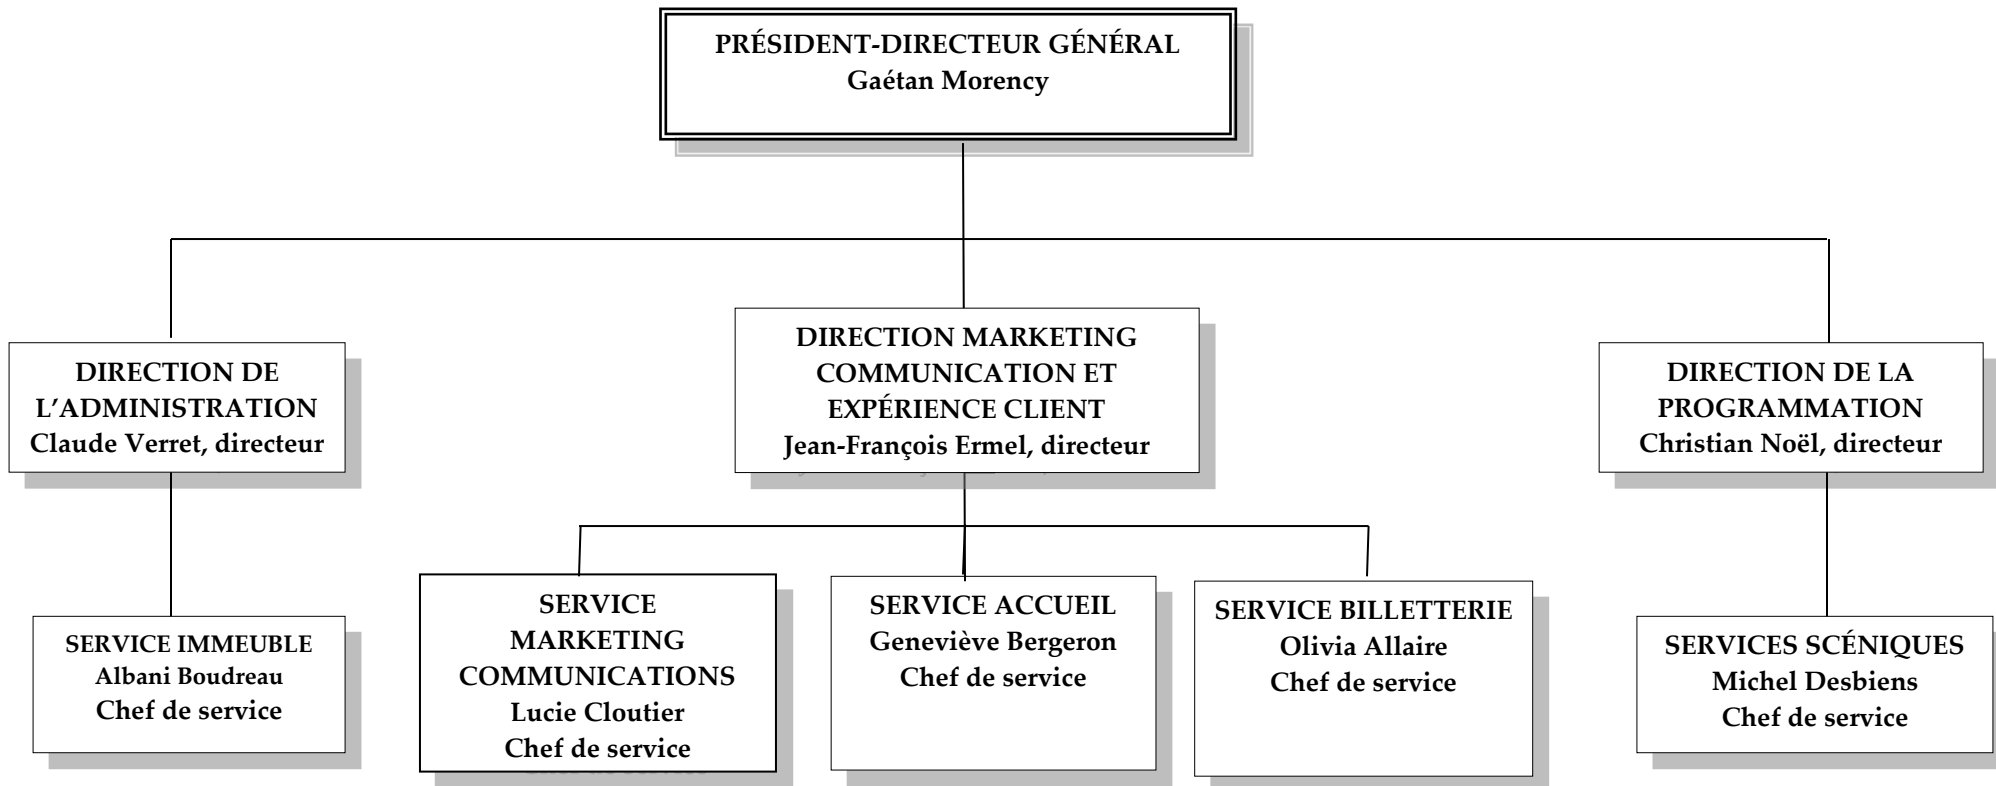 PRÉSIDENT-DIRECTEUR GÉNÉRAL
Gaétan Morency
DIRECTION DE
L’ADMINISTRATION
Claude Verret, directeur
DIRECTION MARKETING
COMMUNICATION ET
EXPÉRIENCE CLIENT
Jean-François Ermel, directeur
DIRECTION DE LA
PROGRAMMATION
Christian Noël, directeur
SERVICE IMMEUBLE
Albani Boudreau
Chef de service
SERVICE
MARKETING
COMMUNICATIONS
Lucie Cloutier
Chef de service
SERVICE ACCUEIL
Geneviève Bergeron
Chef de service
SERVICE BILLETTERIE
Olivia Allaire
Chef de service
SERVICES SCÉNIQUES
Michel Desbiens
Chef de service